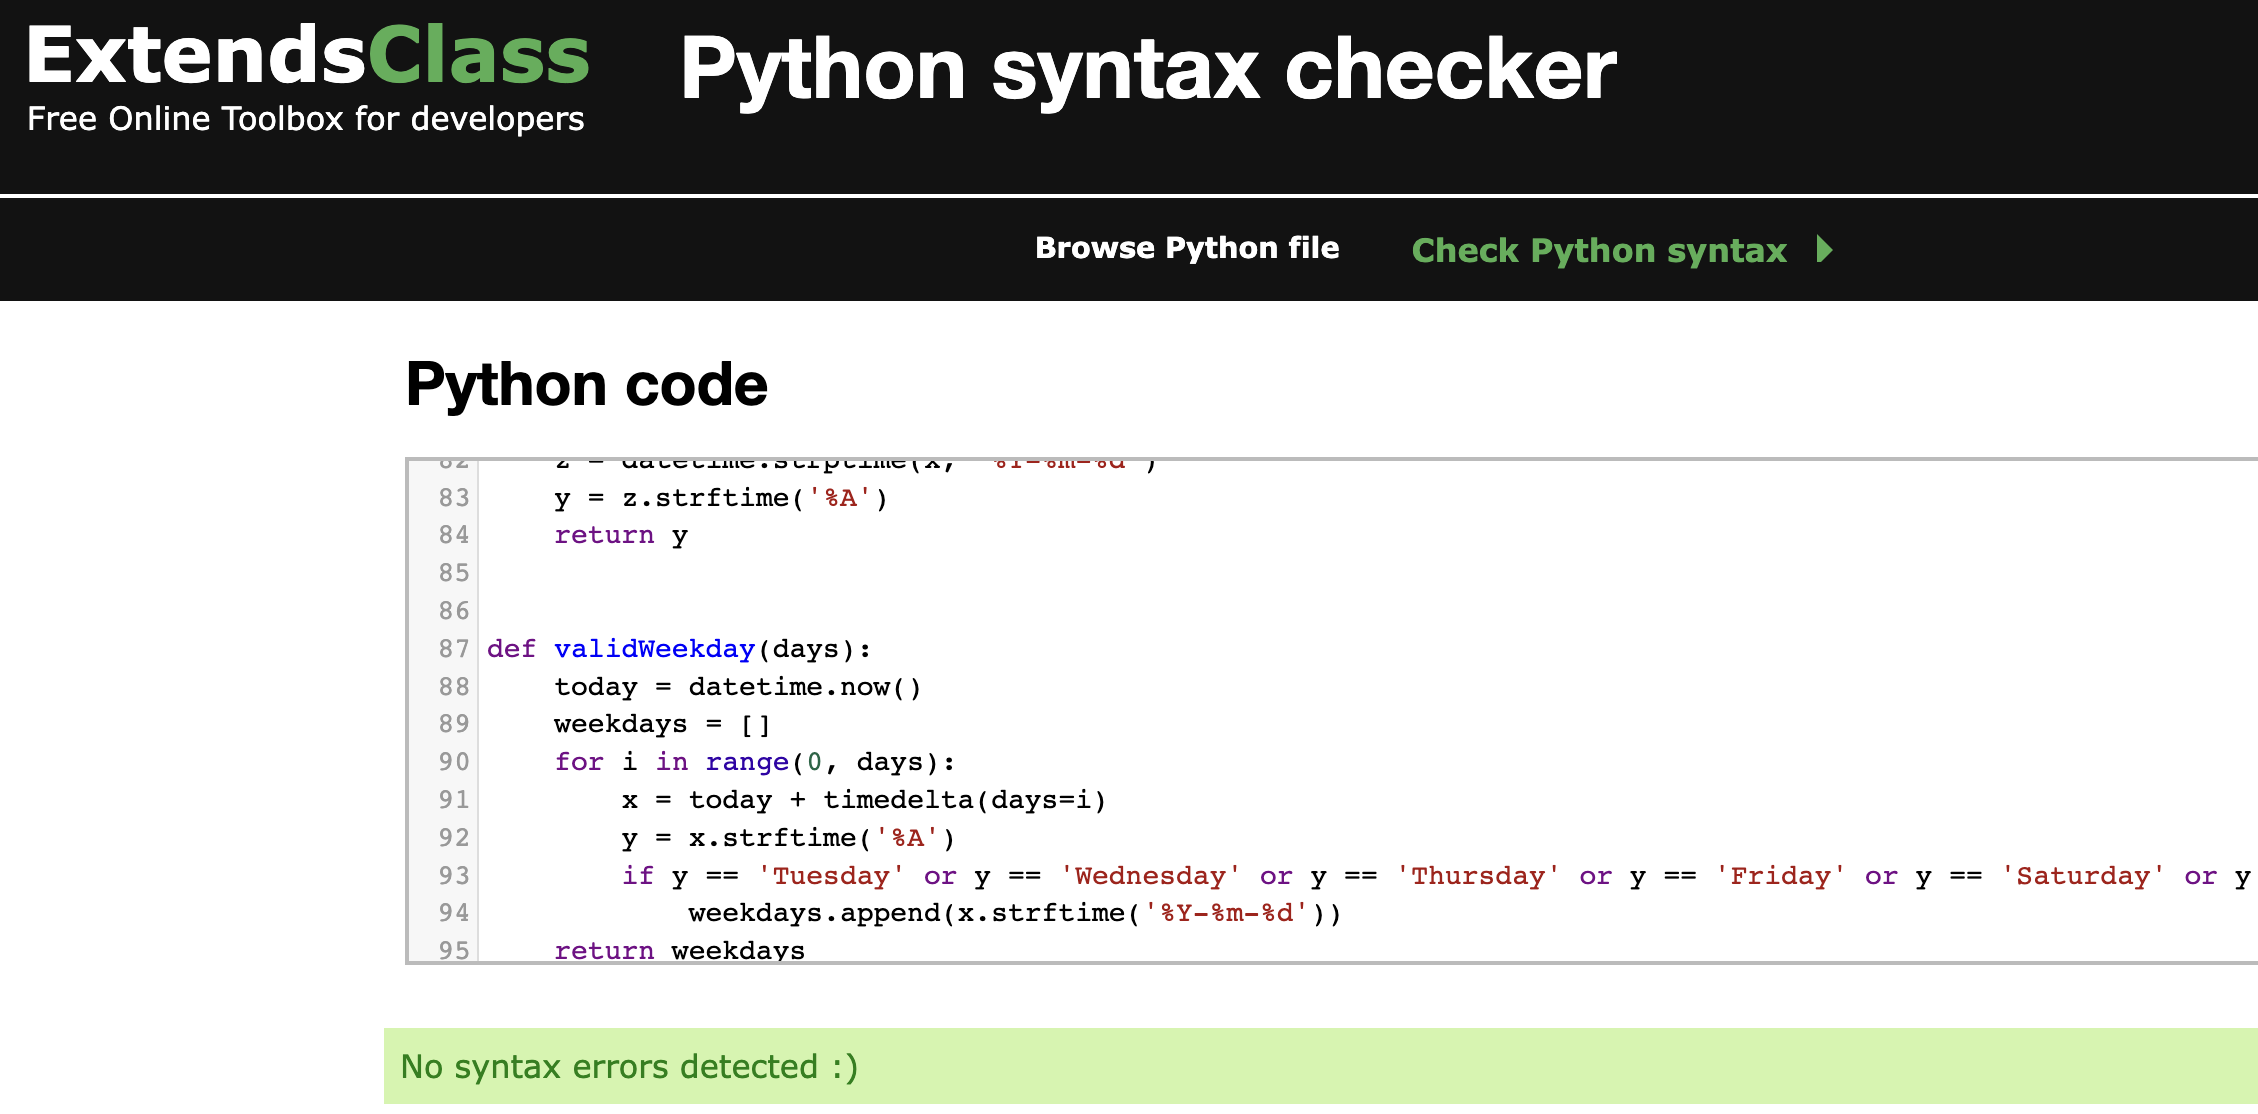 ExtendsClass
Free Online Toolbox for developers
Python syntax checker
Browse Python file
Check Python syntax
Python code
82     z = datetime.strptime(x, '%Y-%m-%d')
83     y = z.strftime('%A')
84     return y
85
86
87 def validWeekday(days):
88     today = datetime.now()
89     weekdays = []
90     for i in range(0, days):
91         x = today + timedelta(days=i)
92         y = x.strftime('%A')
93         if y == 'Tuesday' or y == 'Wednesday' or y == 'Thursday' or y == 'Friday' or y == 'Saturday' or y
94             weekdays.append(x.strftime('%Y-%m-%d'))
95     return weekdays
No syntax errors detected :)